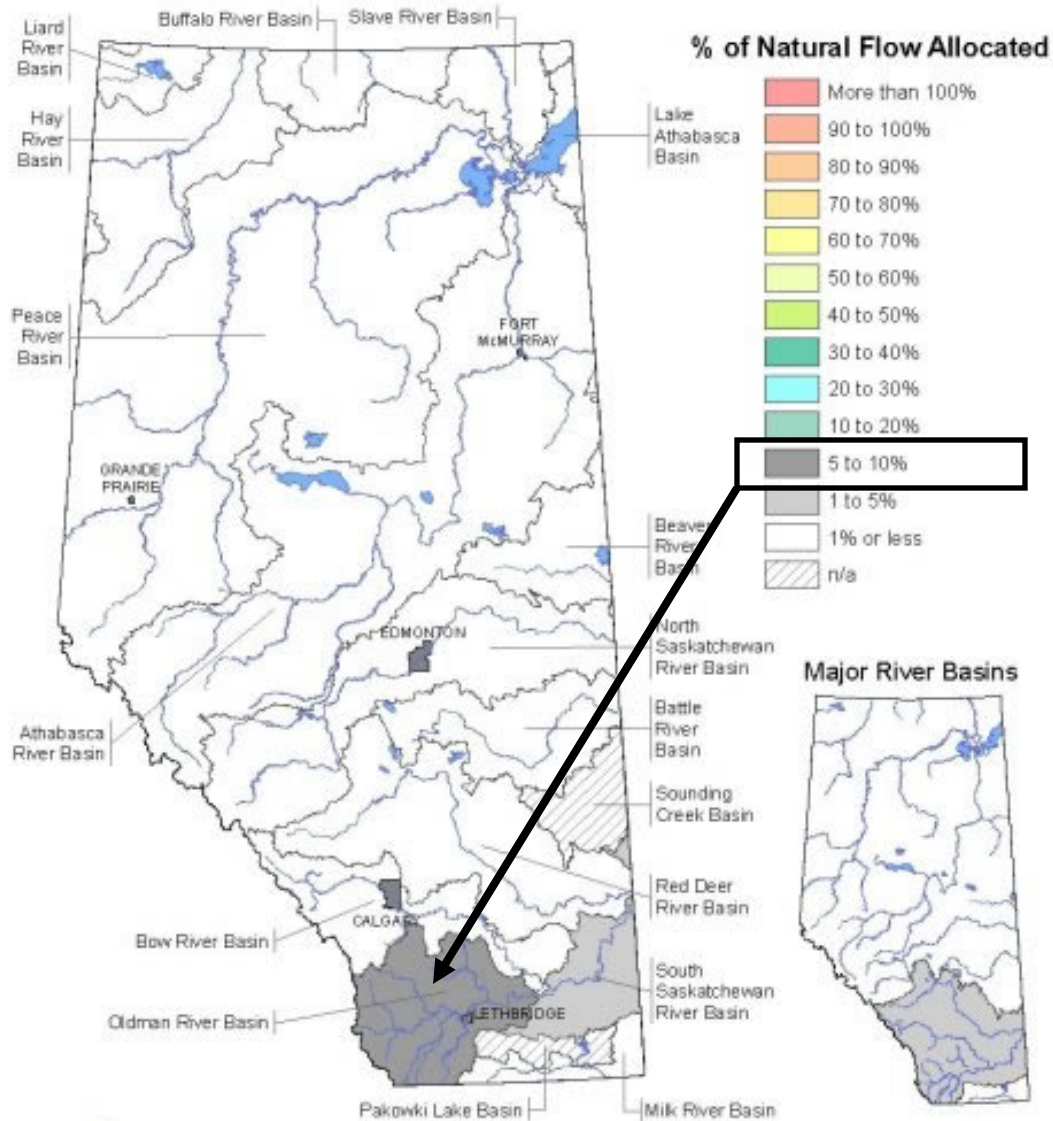 Liard
River
Basin
Buffalo River Basin
Slave River Basin
% of Natural Flow Allocated
More than 100%
90 to 100%
80 to 90%
70 to 80%
60 to 70%
50 to 60%
40 to 50%
30 to 40%
20 to 30%
10 to 20%
5 to 10%
1 to 5%
1% or less
n/a
Hay
River
Basin
Lake
Athabasca
Basin
Peace
River
Basin
FORT
McMURRAY
GRANDE
PRAIRIE
Beaver
River
Basin
EDMONTON
North
Saskatchewan
River Basin
Major River Basins
Athabasca
River Basin
Battle
River
Basin
Sounding
Creek Basin
Red Deer
River Basin
CALGARY
Bow River Basin
South
Saskatchewan
River Basin
Oldman River Basin
LETHBRIDGE
Pakowki Lake Basin
Milk River Basin